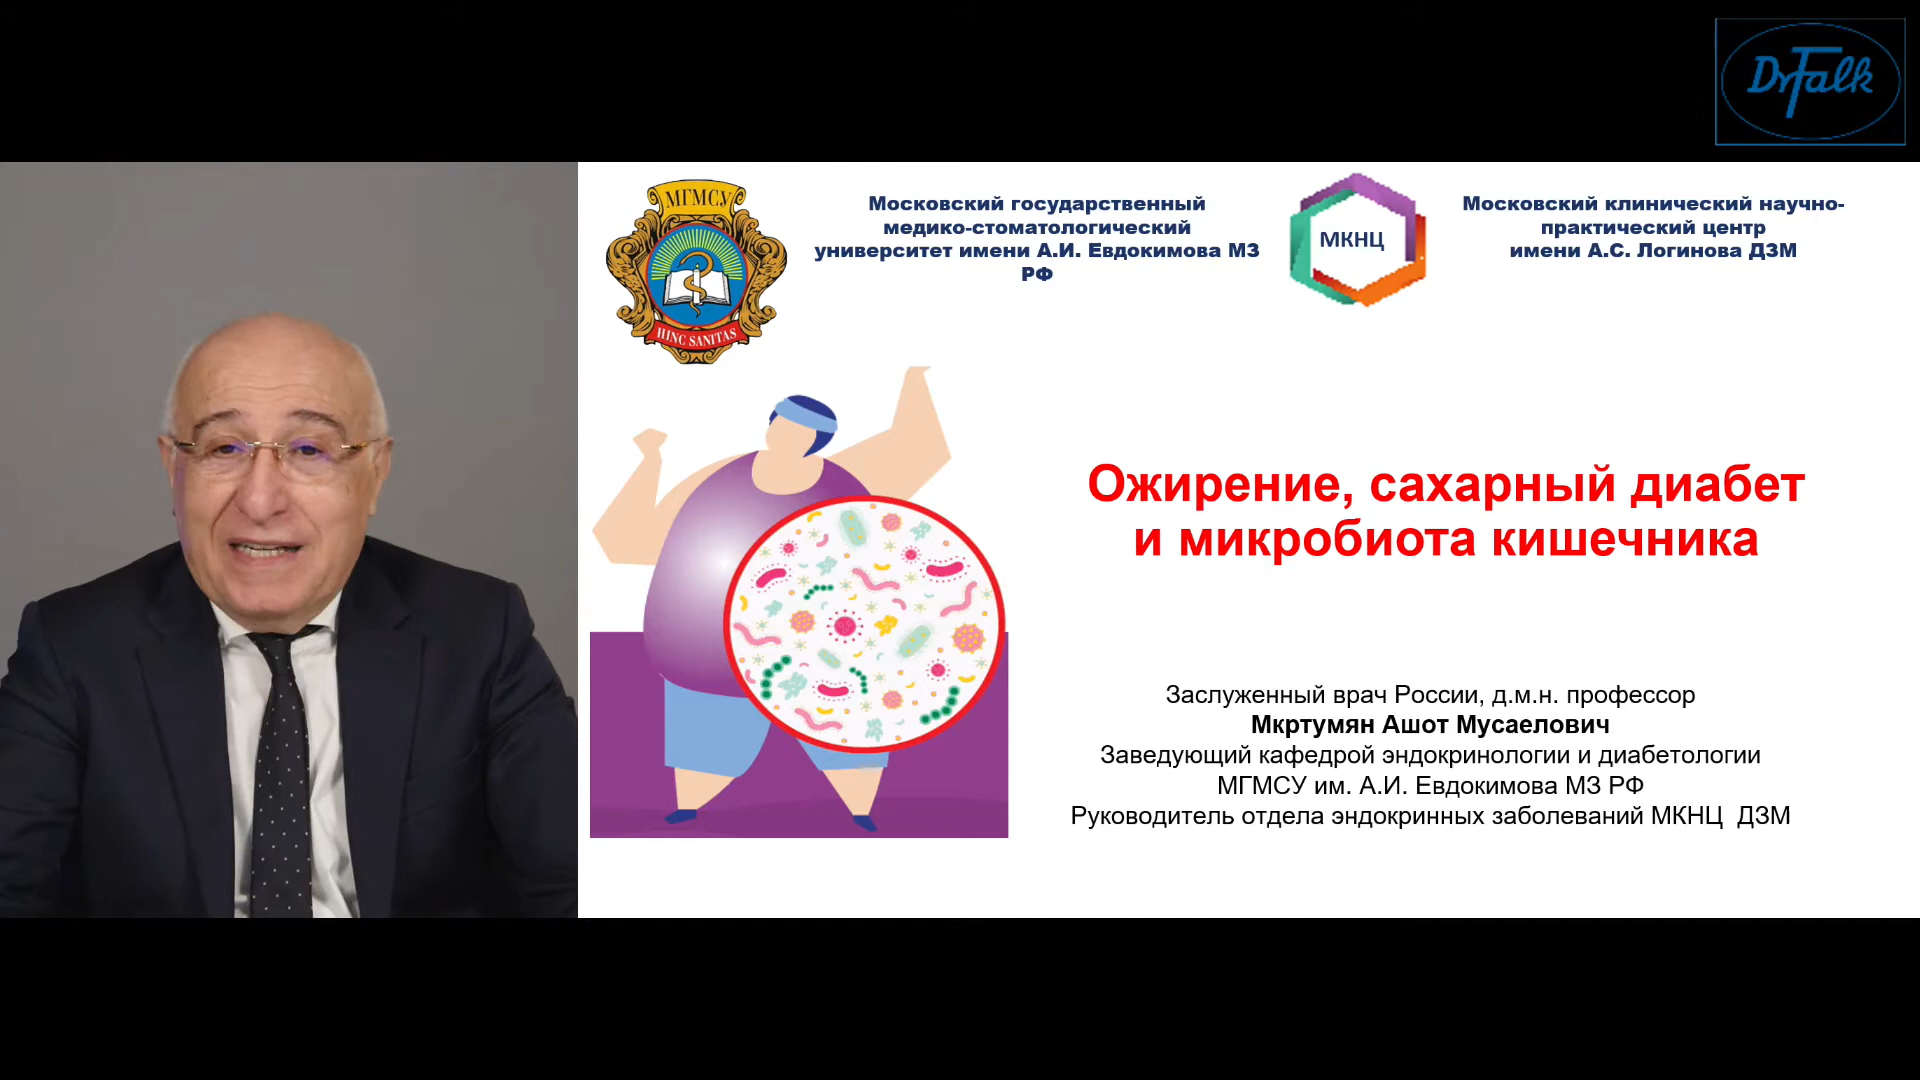 Dr Falk
МГМСУ
HINC SANITAS
Московский государственный
медико-стоматологический
университет имени А.И. Евдокимова МЗ
РФ
МКНЦ
Московский клинический научно-
практический центр
имени А.С. Логинова ДЗМ
Ожирение, сахарный диабет
и микробиота кишечника
Заслуженный врач России, д.м.н. профессор
Мкртумян Ашот Мусаелович
Заведующий кафедрой эндокринологии и диабетологии
МГМСУ им. А.И. Евдокимова МЗ РФ
Руководитель отдела эндокринных заболеваний МКНЦ ДЗМ